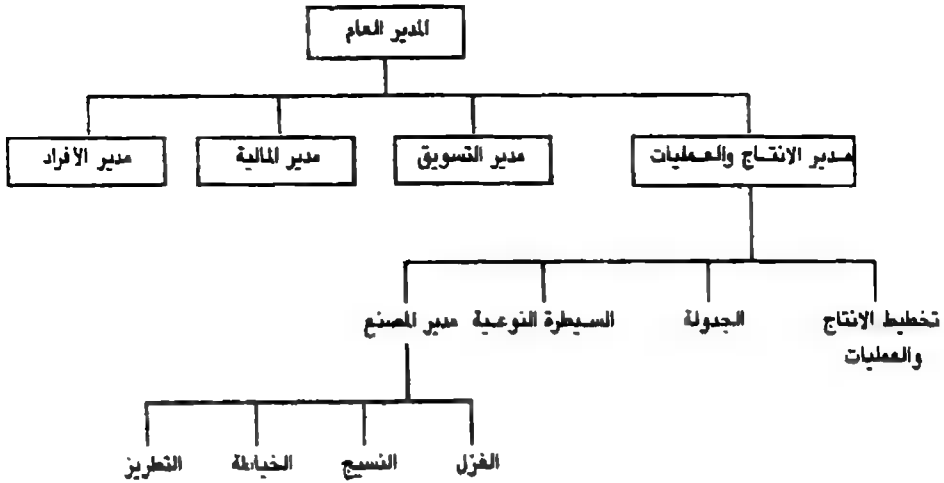 المدير العام
مدير الانتاج والعمليات
مدير التسويق
مدير المالية
مدير الافراد
تخطيط الانتاج
والعمليات
الجدولة
السيطرة النوعية
مدير المصنع
الغزل
النسيج
الخياطة
التطريز